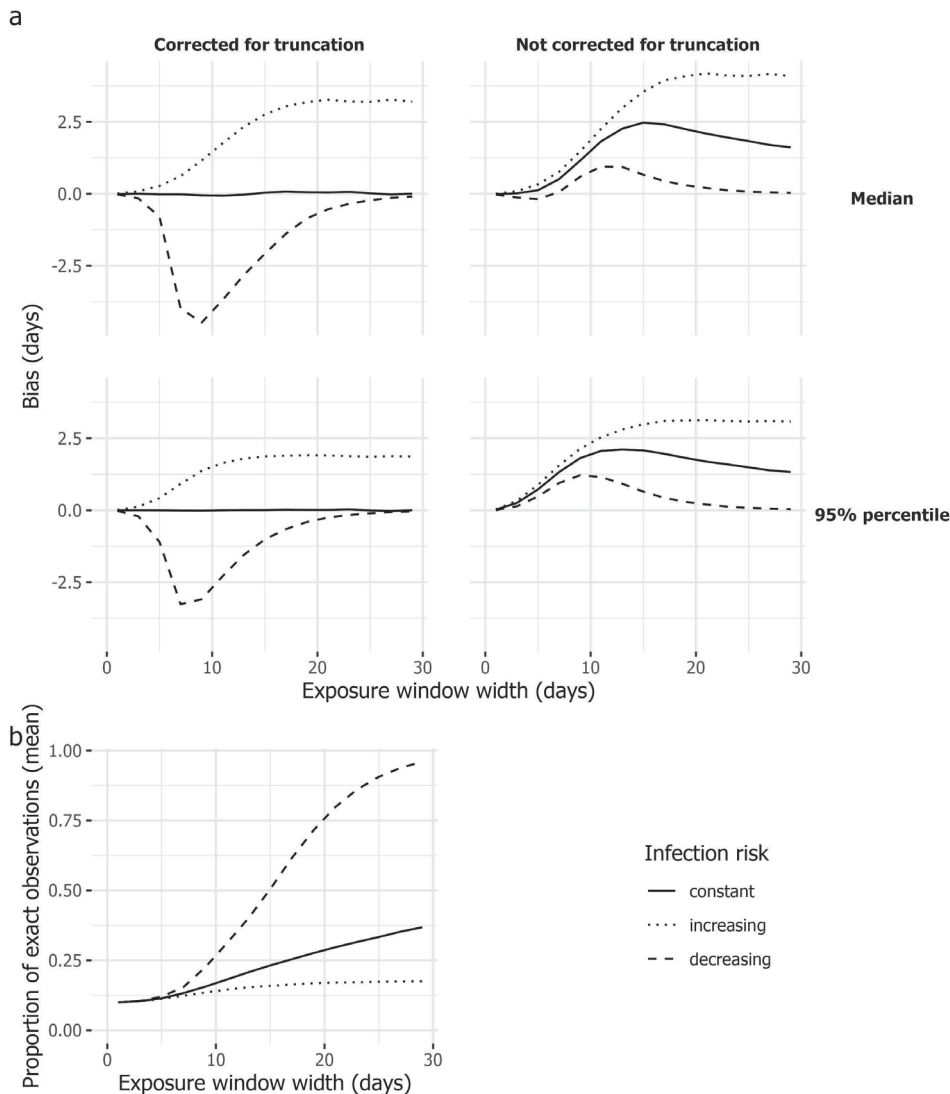 a
Corrected for truncation
Not corrected for truncation
2.5
0.0
-2.5
Median
Bias (days)
2.5
0.0
-2.5
95% percentile
0
10
20
30
0
10
20
30
Exposure window width (days)
b
Proportion of exact observations (mean)
1.00
0.75
0.50
0.25
0.00
0
10
20
30
Exposure window width (days)
Infection risk
constant
increasing
decreasing